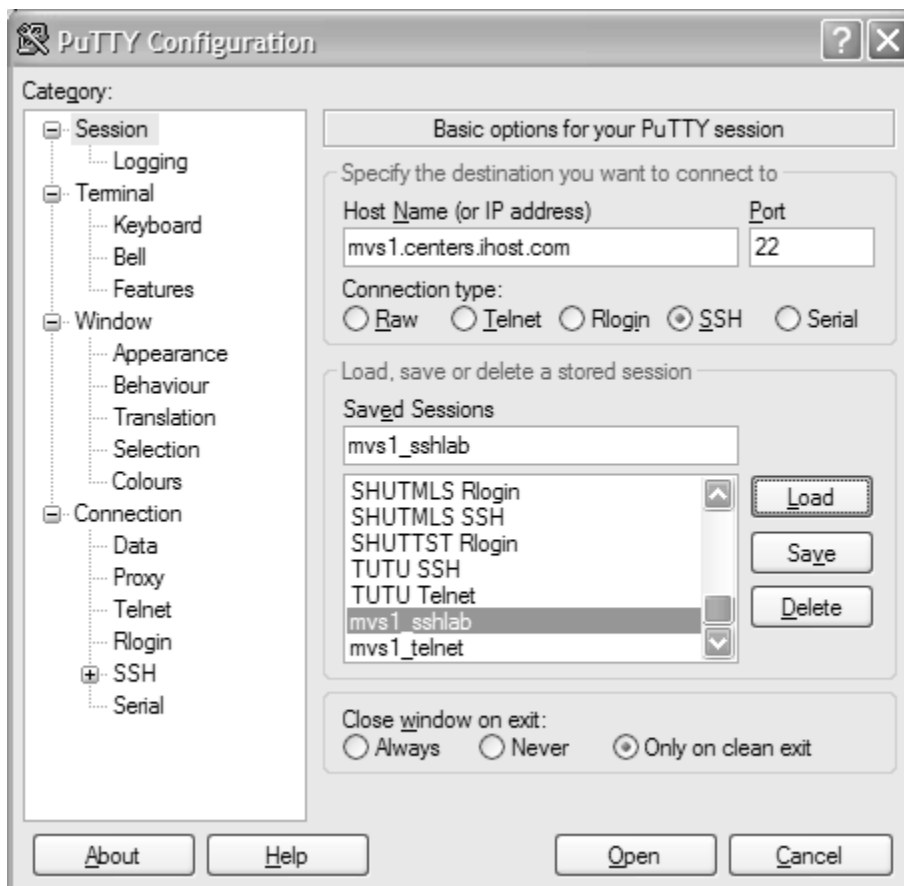 PuTTY Configuration
?
Category:
Session
Logging
Terminal
Keyboard
Bell
Features
Window
Appearance
Behaviour
Translation
Selection
Colours
Connection
Data
Proxy
Telnet
Rlogin
SSH
Serial
Basic options for your PuTTY session
Specify the destination you want to connect to
Host Name (or IP address) Port
mvs1.centers.ihost.com 22
Connection type:
Raw Telnet Rlogin SSH Serial
Load, save or delete a stored session
Saved Sessions
mvs1_sshlab
SHUTMLS Rlogin
SHUTMLS SSH
SHUTTST Rlogin
TUTU SSH
TUTU Telnet
mvs1_sshlab
mvs1_telnet
Load
Save
Delete
Close window on exit:
Always Never Only on clean exit
About Help Open Cancel